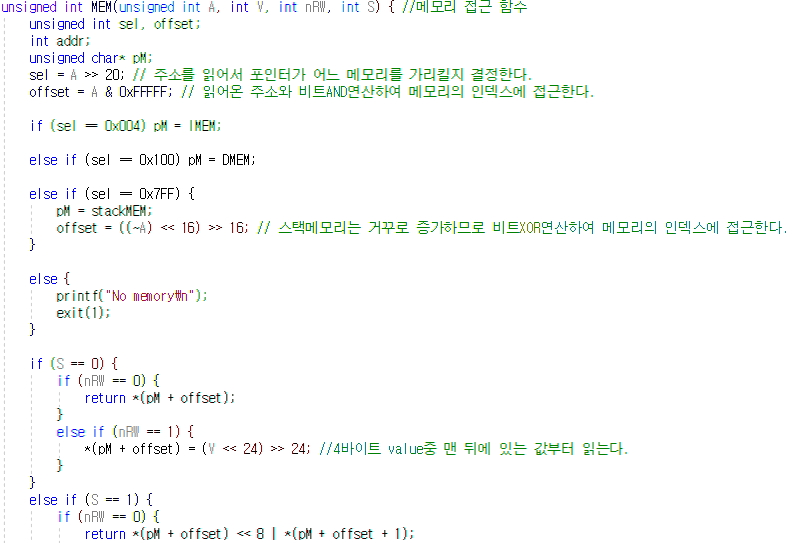 unsigned int MEM(unsigned int A, int V, int nRW, int S) { //메모리 접근 함수
unsigned int sel, offset;
int addr;
unsigned char* pM;
sel = A >> 20; // 주소를 읽어서 포인터가 어느 메모리를 가리킬지 결정한다.
offset = A & 0xFFFFF; // 읽어온 주소와 비트AND연산하여 메모리의 인덱스에 접근한다.
if (sel == 0x004) pM = IMEM;
else if (sel == 0x100) pM = DMEM;
else if (sel == 0x7FF) {
pM = stackMEM;
offset = ((~A) << 16) >> 16; // 스택메모리는 거꾸로 증가하므로 비트XOR연산하여 메모리의 인덱스에 접근한다.
}
else {
printf("No memory₩n");
exit(1);
}
if (S == 0) {
if (nRW == 0) {
return *(pM + offset);
}
else if (nRW == 1) {
*(pM + offset) = (V << 24) >> 24; //4바이트 value중 맨 뒤에 있는 값부터 읽는다.
}
}
else if (S == 1) {
if (nRW == 0) {
return *(pM + offset) << 8 | *(pM + offset + 1);